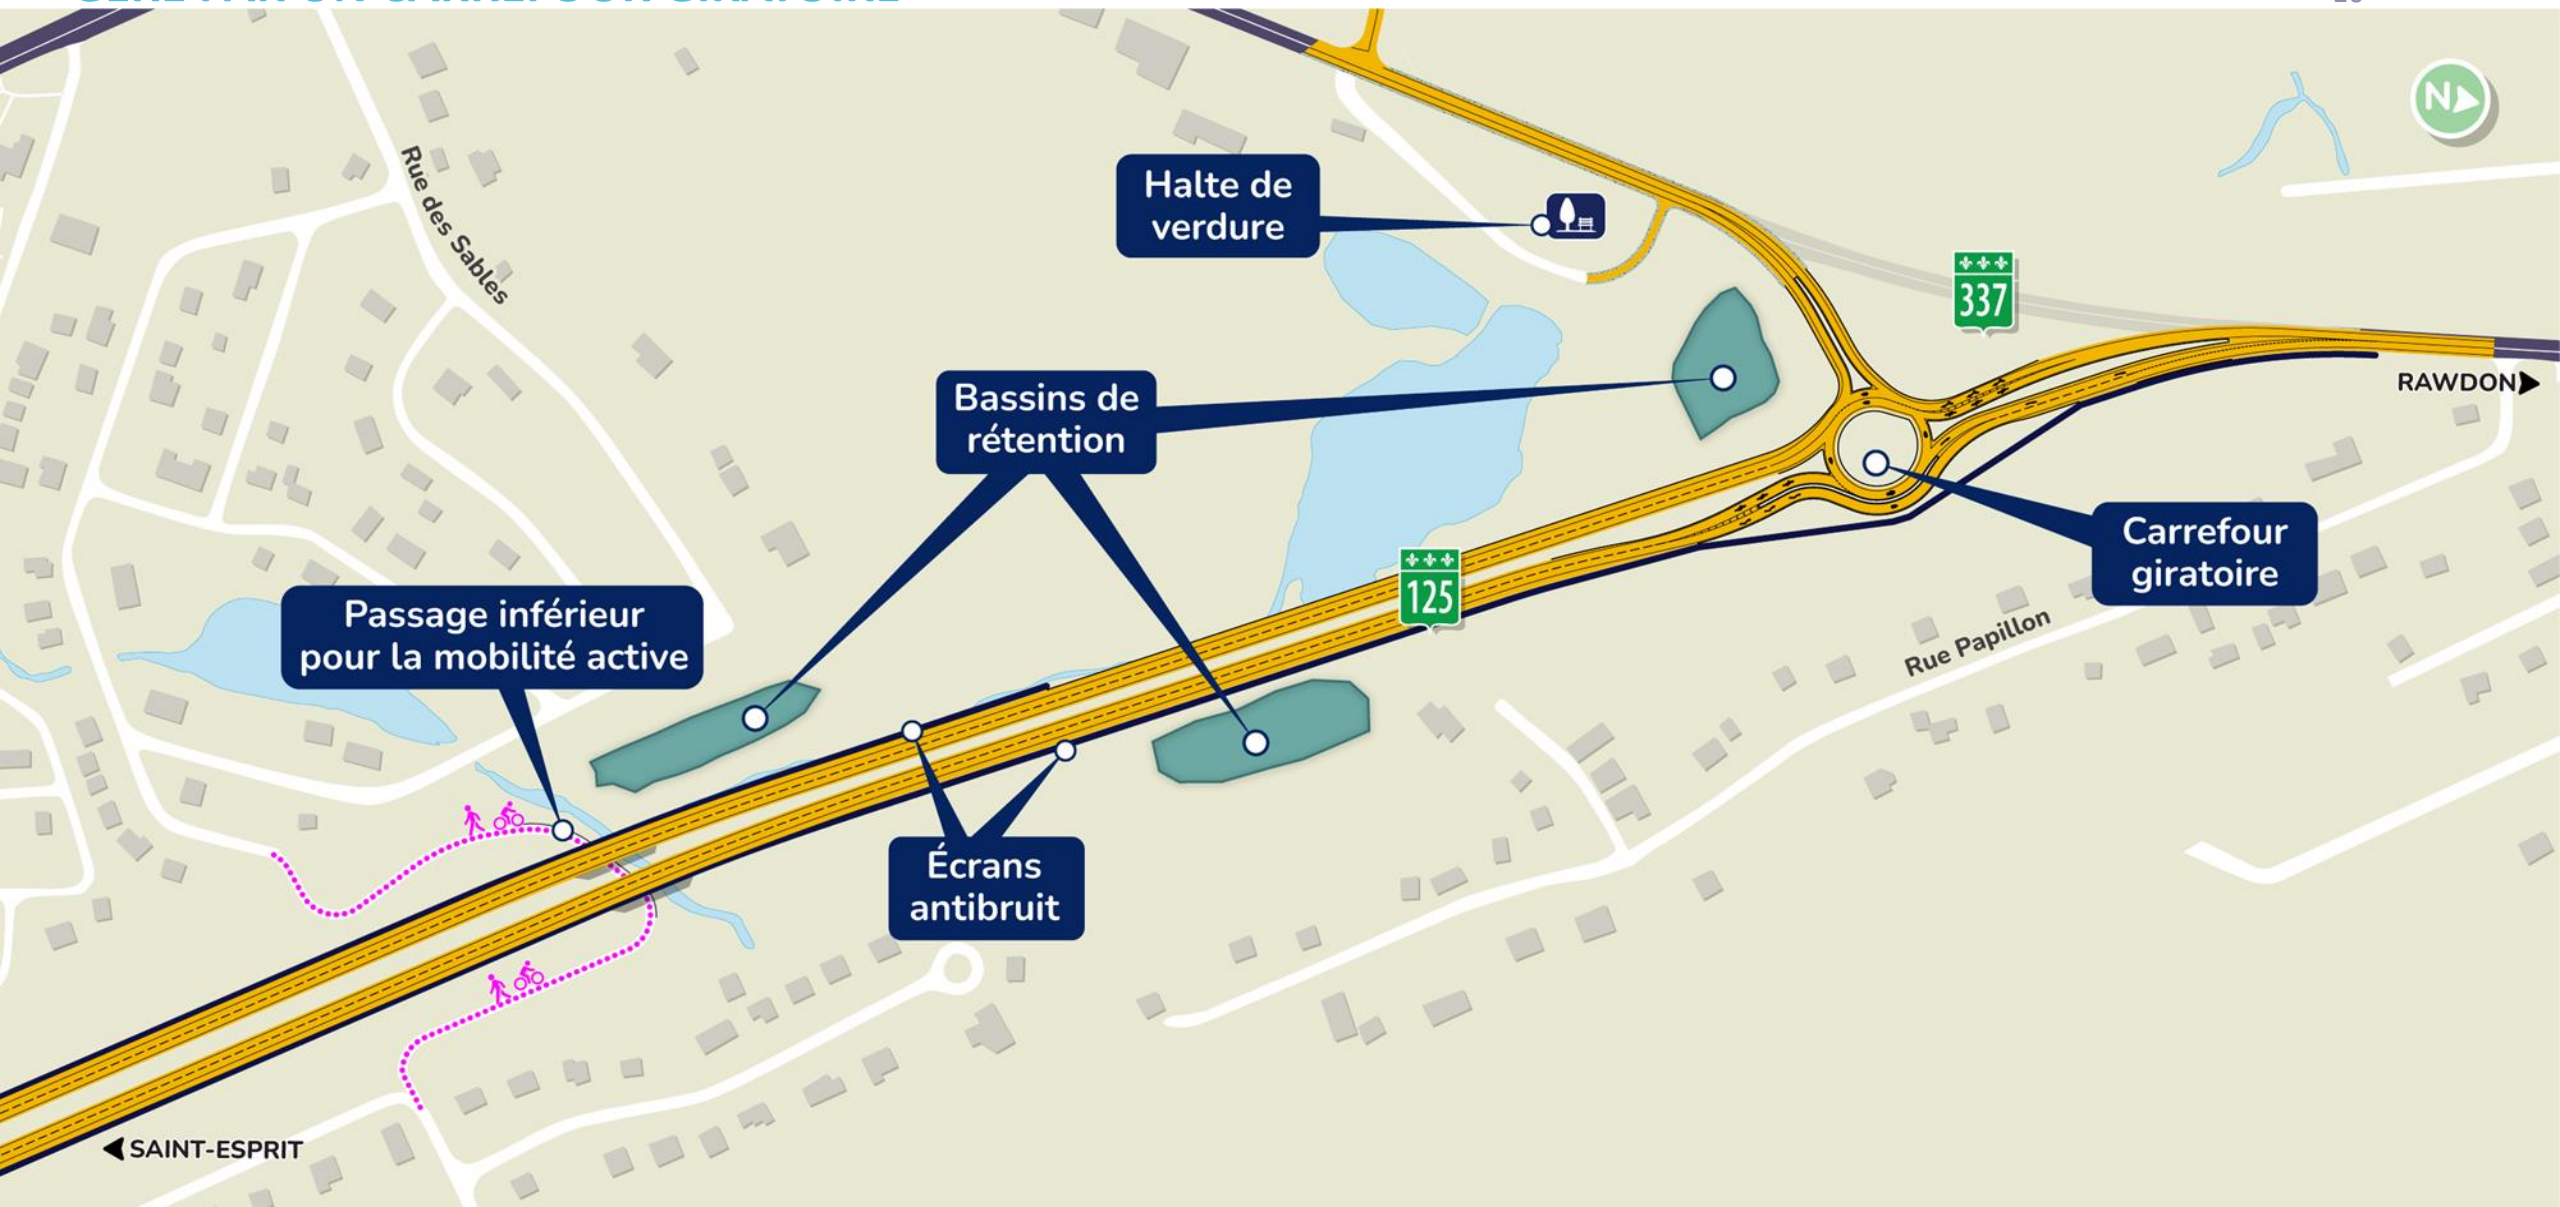 N
Rue des Sables
Halte de
verdure
337
RAWDON
Bassins de
rétention
Carrefour
giratoire
125
Passage inférieur
pour la mobilité active
Rue Papillon
Écrans
antibruit
SAINT-ESPRIT